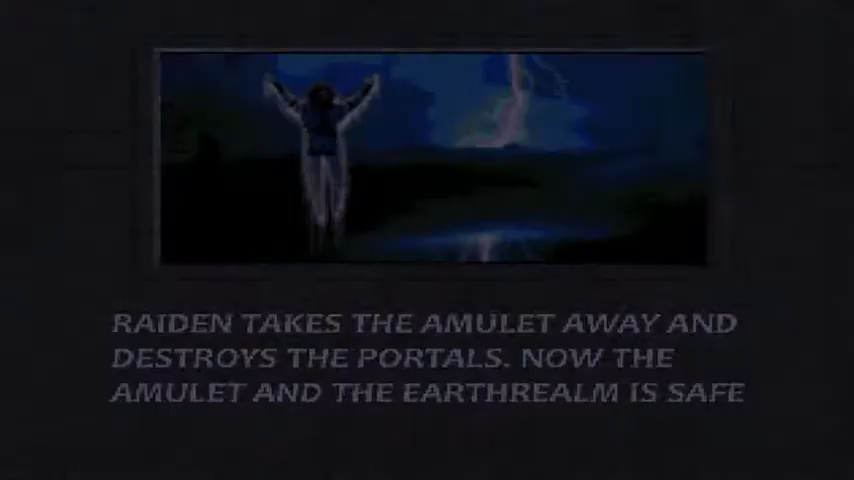 RAIDEN TAKES THE AMULET AWAY AND
DESTROYS THE PORTALS. NOW THE
AMULET AND THE EARTHREALM IS SAFE